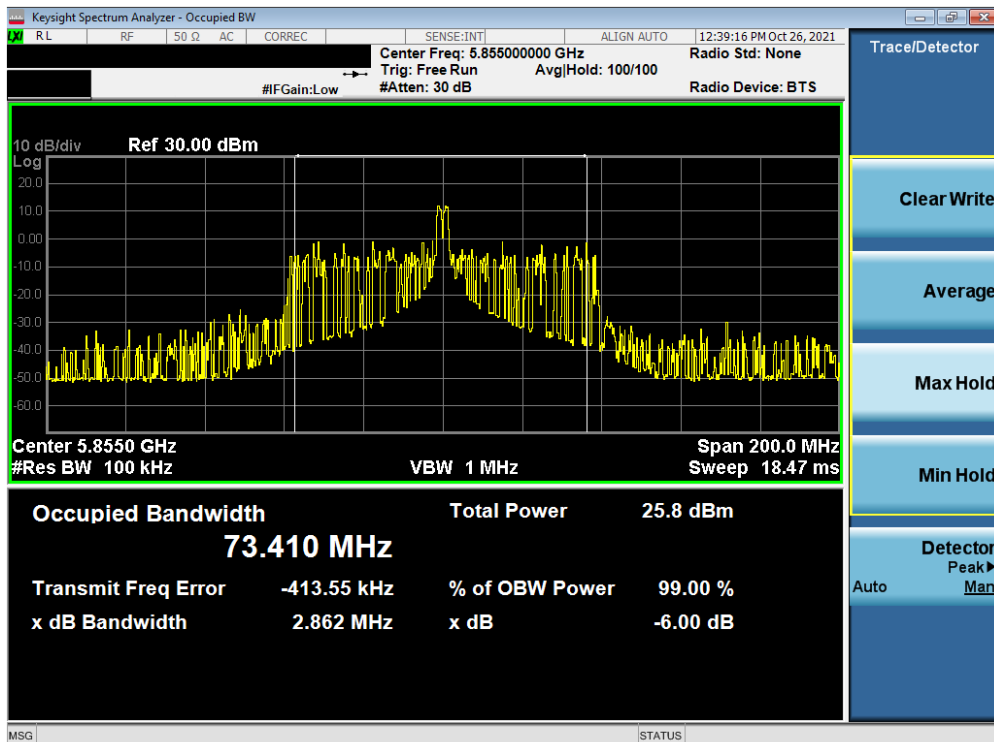 Keysight Spectrum Analyzer - Occupied BW
LXI RL RF 50 Ω AC CORREC SENSE:INT ALIGN AUTO 12:39:16 PM Oct 26, 2021
Center Freq: 5.855000000 GHz Radio Std: None
Trig: Free Run Avg|Hold: 100/100
#IFGain:Low #Atten: 30 dB Radio Device: BTS
Trace/Detector
10 dB/div Ref 30.00 dBm
Log
20.0
10.0
0.00
-10.0
-20.0
-30.0
-40.0
-50.0
-60.0
Center 5.8550 GHz Span 200.0 MHz
#Res BW 100 kHz VBW 1 MHz Sweep 18.47 ms
Occupied Bandwidth Total Power 25.8 dBm
73.410 MHz
Transmit Freq Error -413.55 kHz % of OBW Power 99.00 %
x dB Bandwidth 2.862 MHz x dB -6.00 dB
Clear Write
Average
Max Hold
Min Hold
Detector
Peak▶
Auto Man
MSG STATUS